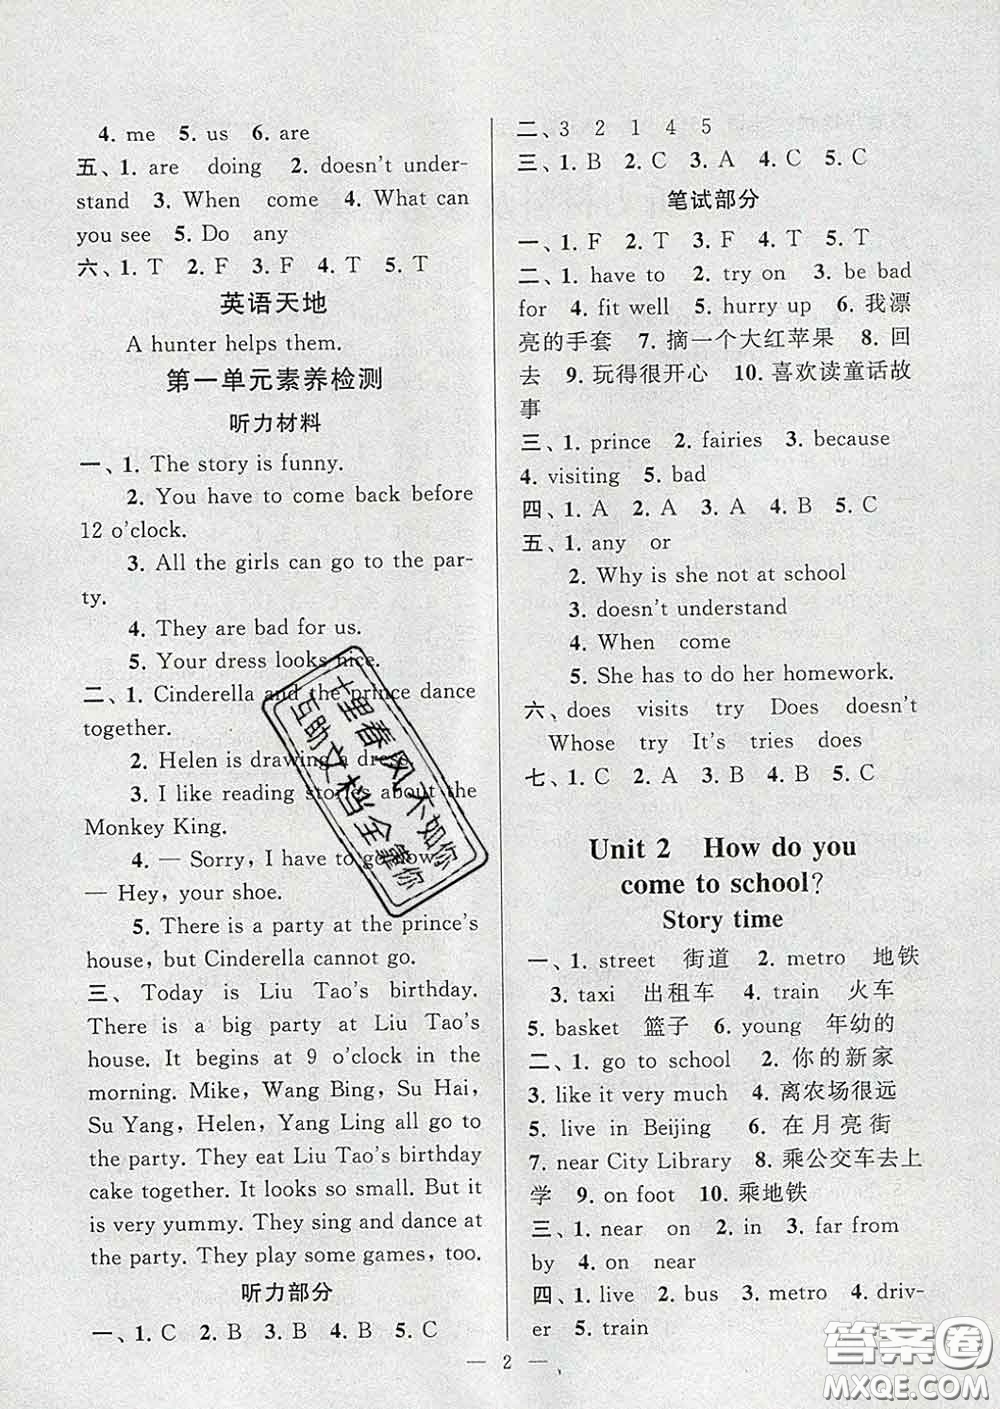 4. me 5. us 6. are
五、1. are doing 2. doesn't under-
stand 3. When come 4. What can
you see 5. Do any
六、1. T 2. F 3. F 4. T 5. T
英语天地
A hunter helps them.
第一单元素养检测
听力材料
一、1. The story is funny.
2. You have to come back before
12 o'clock.
3. All the girls can go to the par-
ty.
4. They are bad for us.
5. Your dress looks nice.
二、1. Cinderella and the prince dance
together.
2. Helen is drawing a dress.
3. I like reading stories about the
Monkey King.
4. — Sorry, I have to go now.
— Hey, your shoe.
5. There is a party at the prince's
house, but Cinderella cannot go.
三、Today is Liu Tao's birthday.
There is a big party at Liu Tao's
house. It begins at 9 o'clock in the
morning. Mike, Wang Bing, Su Hai,
Su Yang, Helen, Yang Ling all go to
the party. They eat Liu Tao's birthday
cake together. It looks so small. But it
is very yummy. They sing and dance at
the party. They play some games, too.
听力部分
一、1. C 2. B 3. B 4. B 5. C
二、3 2 1 4 5
三、1. B 2. C 3. A 4. C 5. C
笔试部分
一、1. F 2. T 3. T 4. F 5. T
二、1. have to 2. try on 3. be bad
for 4. fit well 5. hurry up 6. 我漂
亮的手套 7. 摘一个大红苹果 8. 回
去 9. 玩得很开心 10. 喜欢读童话故
事
三、1. prince 2. fairies 3. because
4. visiting 5. bad
四、1. A 2. A 3. A 4. B 5. C
五、1. any or
2. Why is she not at school
3. doesn't understand
4. When come
5. She has to do her homework.
六、does visits try Does doesn't
Whose try It's tries does
七、1. C 2. A 3. B 4. B 5. C
Unit 2 How do you
come to school?
Story time
一、1. street 街道 2. metro 地铁
3. taxi 出租车 4. train 火车
5. basket 篮子 6. young 年幼的
二、1. go to school 2. 你的新家
3. like it very much 4. 离农场很远
5. live in Beijing 6. 在月亮街
7. near City Library 8. 乘公交车去上
学 9. on foot 10. 乘地铁
三、1. near on 2. in 3. far from
by 4. on near
四、1. live 2. bus 3. metro 4. driv-
er 5. train
— 2 —
十里春风不如你
互助文档全靠你
答案圈
MXQE.COM